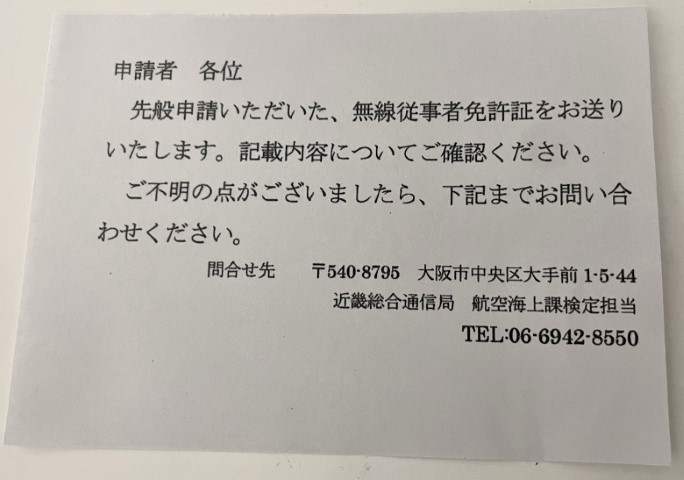 申請者　各位
先般申請いただいた、無線従事者免許証をお送り
いたします。記載内容についてご確認ください。
ご不明の点がございましたら、下記までお問い合
わせください。
問合せ先　〒540-8795　大阪市中央区大手前 1-5-44
近畿総合通信局　航空海上課検定担当
TEL:06-6942-8550